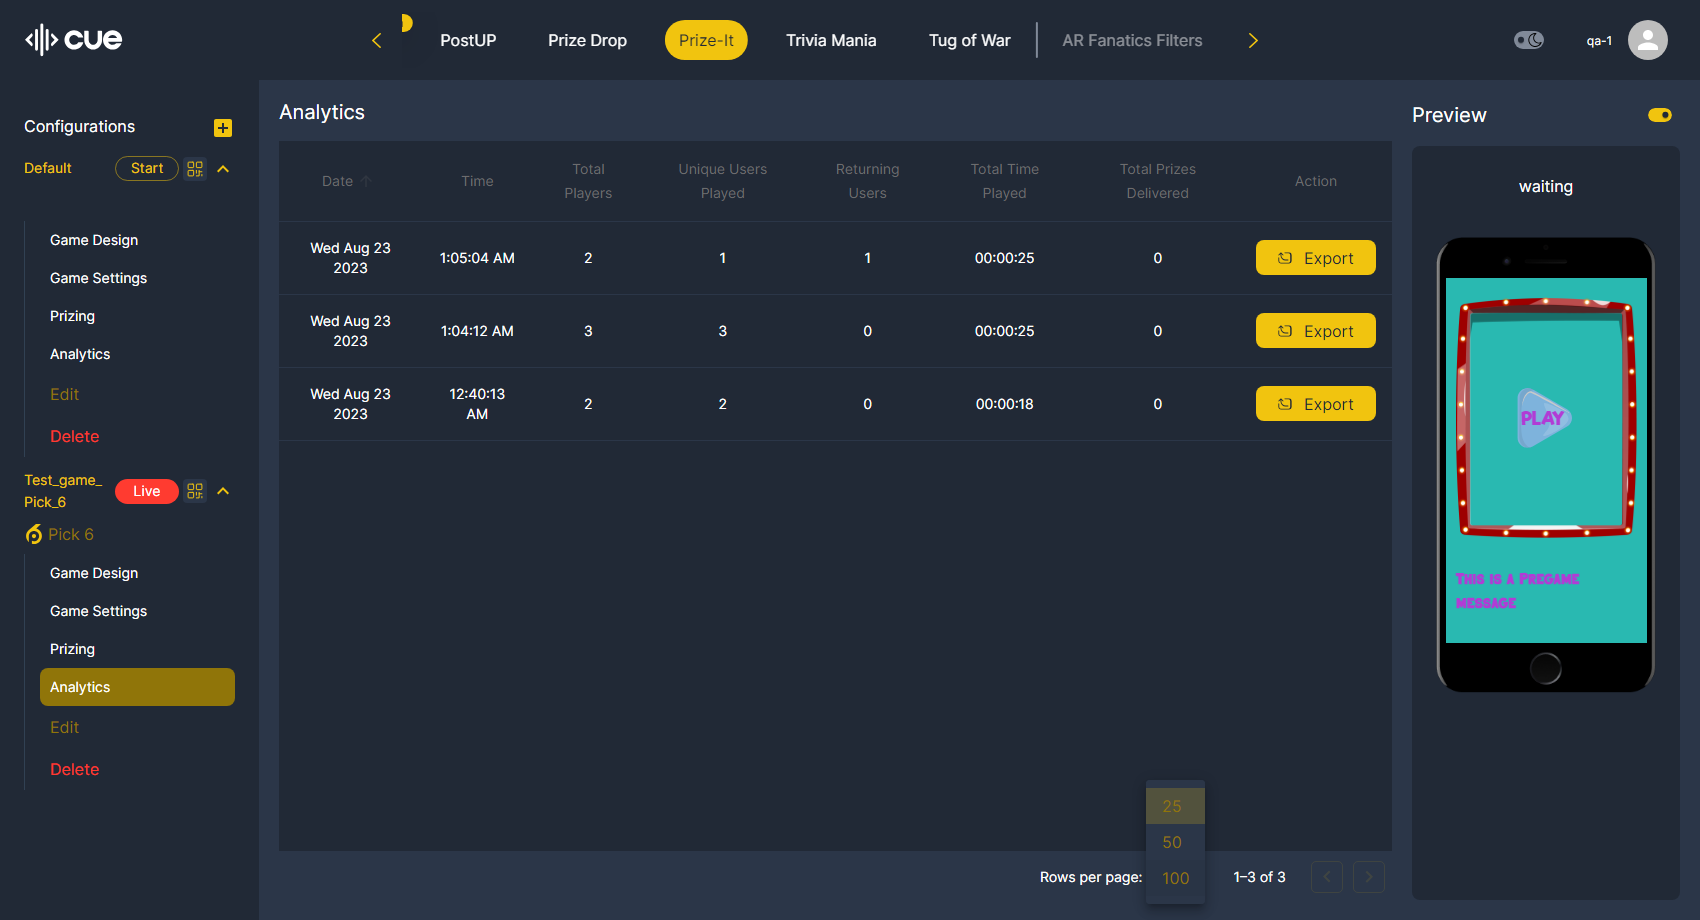 cue
PostUP
Prize Drop
Prize-It
Trivia Mania
Tug of War
AR Fanatics Filters
qa-1
Configurations
Default
Start
Game Design
Game Settings
Prizing
Analytics
Edit
Delete
Test_game_
Pick_6
Live
Pick 6
Game Design
Game Settings
Prizing
Analytics
Edit
Delete
Analytics
Date
Time
Total
Players
Unique Users
Played
Returning
Users
Total Time
Played
Total Prizes
Delivered
Action
Wed Aug 23
2023
1:05:04 AM
2
1
1
00:00:25
0
Export
Wed Aug 23
2023
1:04:12 AM
3
3
0
00:00:25
0
Export
Wed Aug 23
2023
12:40:13
AM
2
2
0
00:00:18
0
Export
25
50
100
Rows per page:
1–3 of 3
Preview
waiting
PLAY
This is a Pregame
message